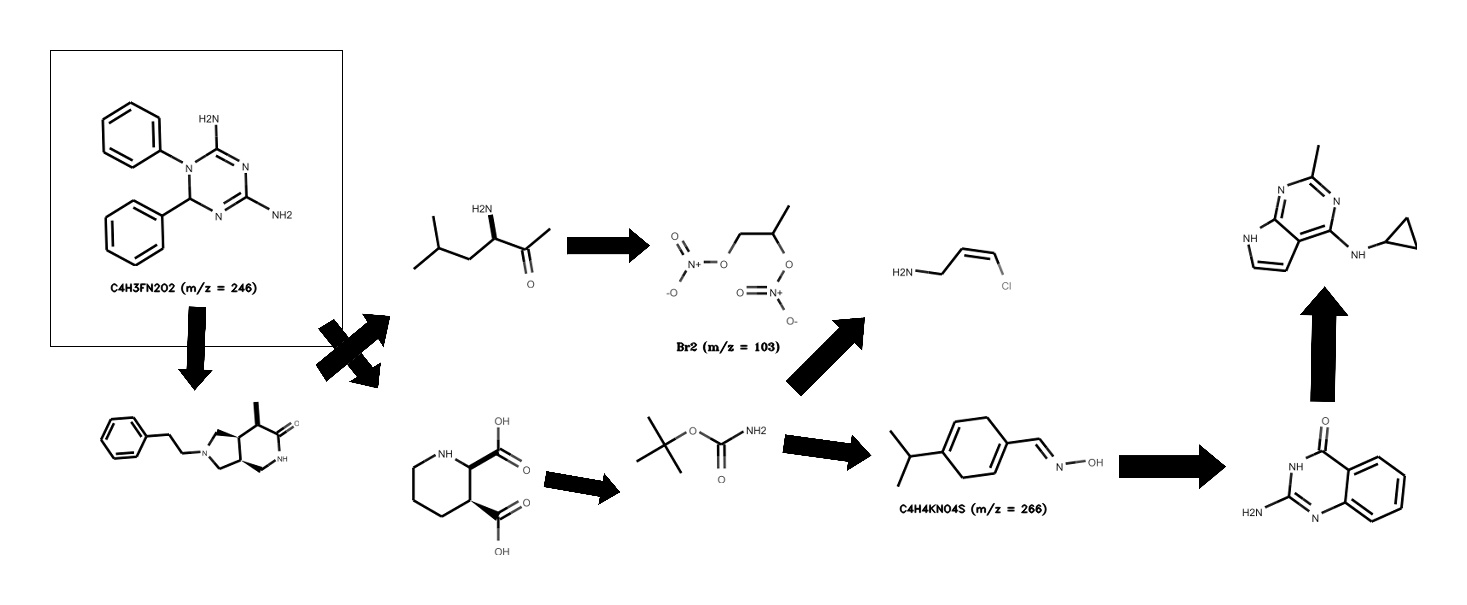 H2N
N
N
N
NH2
C4H3FN2O2 (m/z = 246)
H2N
O
O
N+
O
-O
O
O
N+
O-
Br2 (m/z = 103)
H2N
Cl
N
N
NH
NH
O
N
NH
NH
OH
O
O
OH
O
NH2
O
N
OH
C4H4KNO4S (m/z = 266)
O
NH
H2N
N